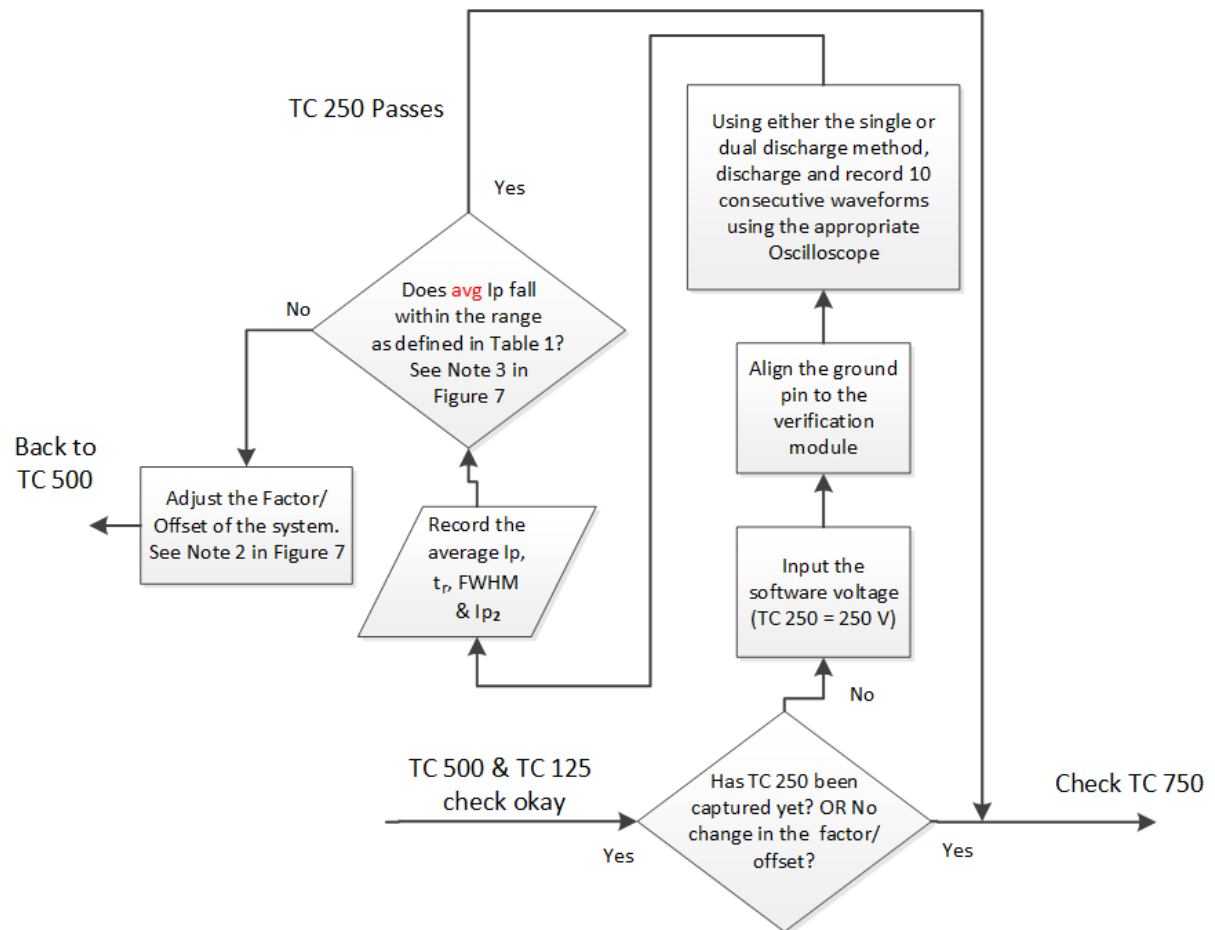 TC 250 Passes
Yes
Using either the single or
dual discharge method,
discharge and record 10
consecutive waveforms
using the appropriate
Oscilloscope
No
Does avg Ip fall
within the range
as defined in Table 1?
See Note 3 in
Figure 7
Align the ground
pin to the
verification
module
Back to
TC 500
Adjust the Factor/
Offset of the system.
See Note 2 in Figure 7
Record the
average Ip,
tr, FWHM
& Ip2
Input the
software voltage
(TC 250 = 250 V)
No
TC 500 & TC 125
check okay
Yes
Has TC 250 been
captured yet? OR No
change in the factor/
offset?
Yes
Check TC 750